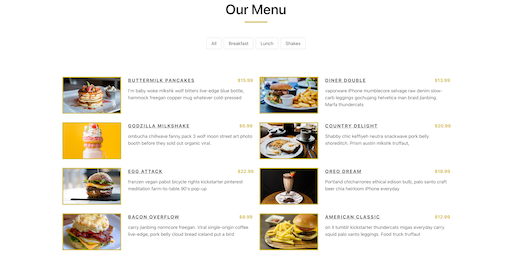 Our Menu
All Breakfast Lunch Shakes
BUTTERMILK PANCAKES $15.99
I'm baby woke mlkshk wolf bitters live-edge blue bottle,
hammock freegan copper mug whatever cold-pressed
DINER DOUBLE $13.99
vaporware iPhone mumblecore selvage raw denim slow-
carb leggings gochujang helvetica man braid jianbing.
Marfa thundercats
GODZILLA MILKSHAKE $6.99
ombucha chillwave fanny pack 3 wolf moon street art photo
booth before they sold out organic viral.
COUNTRY DELIGHT $20.99
Shabby chic keffiyeh neutra snackwave pork belly
shoreditch. Prism austin mlkshk truffaut,
EGG ATTACK $22.99
franzen vegan pabst bicycle rights kickstarter pinterest
meditation farm-to-table 90's pop-up
OREO DREAM $18.99
Portland chicharrones ethical edison bulb, palo santo craft
beer chia heirloom iPhone everyday
BACON OVERFLOW $8.99
carry jianbing normcore freegan. Viral single-origin coffee
live-edge, pork belly cloud bread iceland put a bird
AMERICAN CLASSIC $12.99
on it tumblr kickstarter thundercats migas everyday carry
squid palo santo leggings. Food truck truffaut